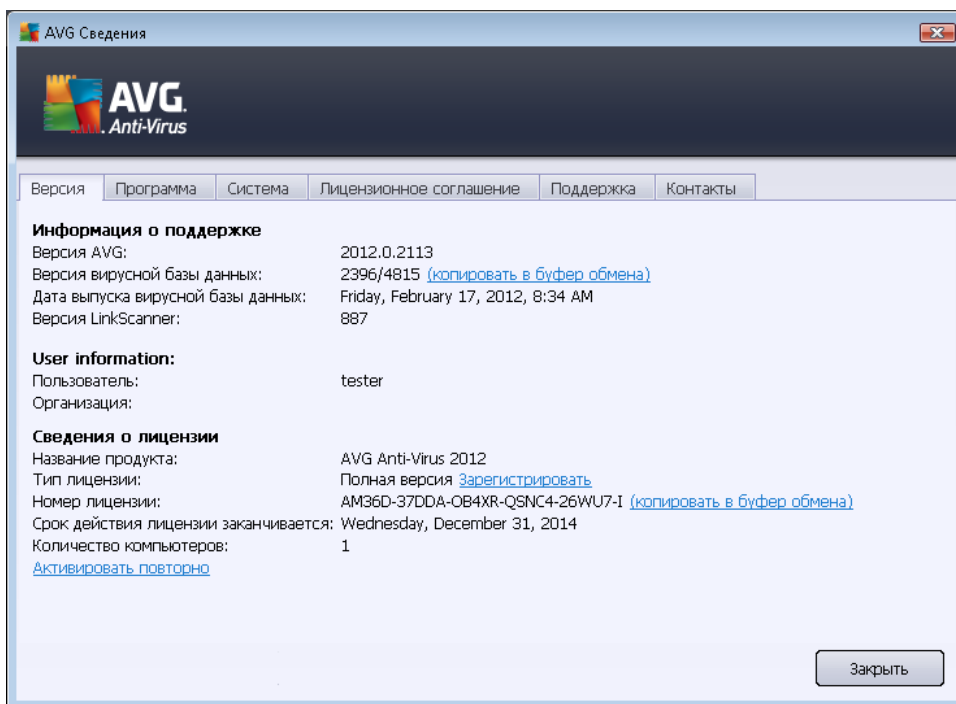 AVG Сведения
AVG.
Anti-Virus
Версия Программа Система Лицензионное соглашение Поддержка Контакты
Информация о поддержке
Версия AVG: 2012.0.2113
Версия вирусной базы данных: 2396/4815 (копировать в буфер обмена)
Дата выпуска вирусной базы данных: Friday, February 17, 2012, 8:34 AM
Версия LinkScanner: 887
User information:
Пользователь: tester
Организация:
Сведения о лицензии
Название продукта: AVG Anti-Virus 2012
Тип лицензии: Полная версия Зарегистрировать
Номер лицензии: AM36D-37DDA-OB4XR-QSNC4-26WU7-I (копировать в буфер обмена)
Срок действия лицензии заканчивается: Wednesday, December 31, 2014
Количество компьютеров: 1
Активировать повторно
Закрыть